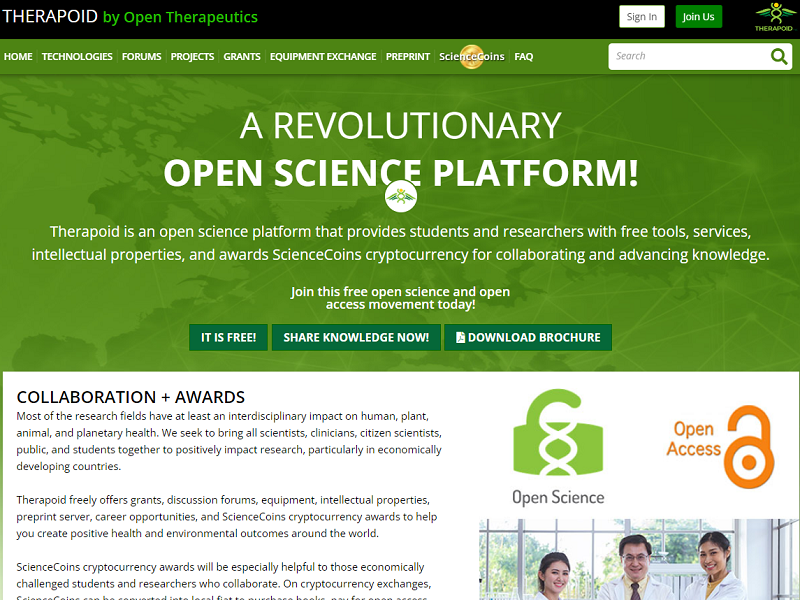 THERAPOID by Open Therapeutics
Sign In
Join Us
THERAPOID
HOME TECHNOLOGIES FORUMS PROJECTS GRANTS EQUIPMENT EXCHANGE PREPRINT ScienceCoins FAQ
Search
A REVOLUTIONARY
OPEN SCIENCE PLATFORM!
Therapoid is an open science platform that provides students and researchers with free tools, services,
intellectual properties, and awards ScienceCoins cryptocurrency for collaborating and advancing knowledge.
Join this free open science and open
access movement today!
IT IS FREE!
SHARE KNOWLEDGE NOW!
DOWNLOAD BROCHURE
COLLABORATION + AWARDS
Most of the research fields have at least an interdisciplinary impact on human, plant,
animal, and planetary health. We seek to bring all scientists, clinicians, citizen scientists,
public, and students together to positively impact research, particularly in economically
developing countries.
Therapoid freely offers grants, discussion forums, equipment, intellectual properties,
preprint server, career opportunities, and ScienceCoins cryptocurrency awards to help
you create positive health and environmental outcomes around the world.
ScienceCoins cryptocurrency awards will be especially helpful to those economically
challenged students and researchers who collaborate. On cryptocurrency exchanges,
ScienceCoins can be converted into local fiat to purchase books, pay for open access
Open Science
Open
Access